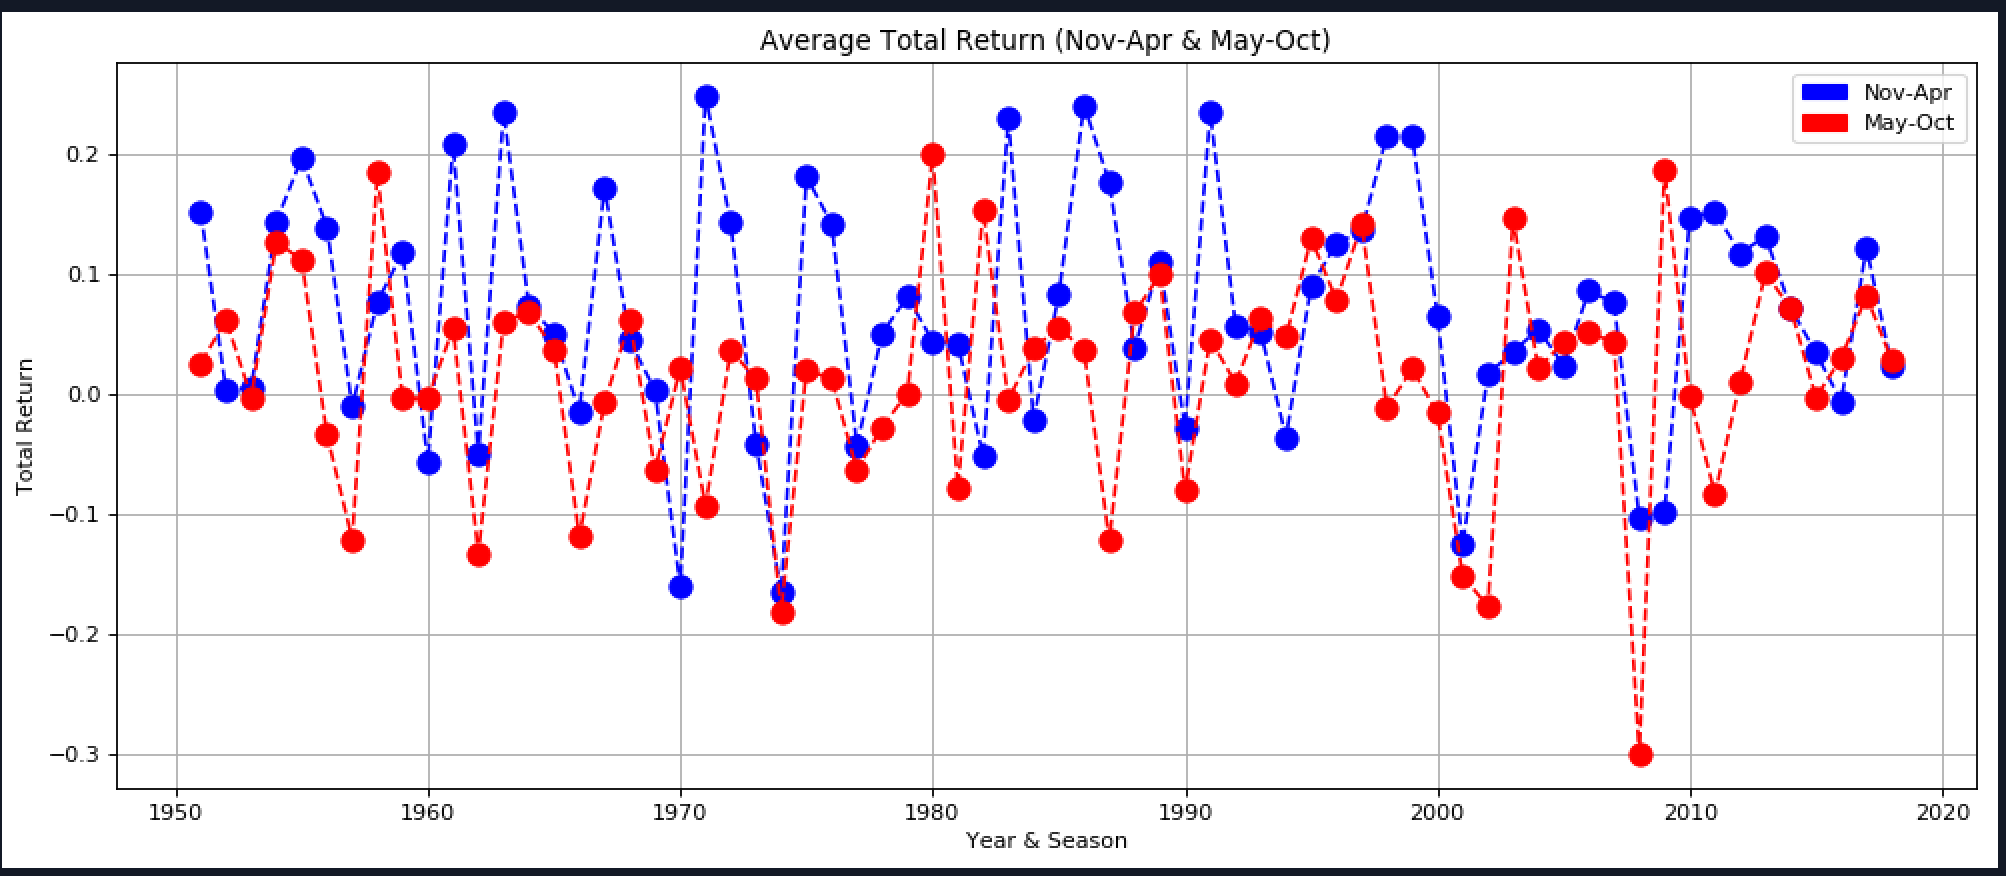 Average Total Return (Nov-Apr & May-Oct)
Nov-Apr
May-Oct
Total Return
0.2
0.1
0.0
−0.1
−0.2
−0.3
1950 1960 1970 1980 1990 2000 2010 2020
Year & Season